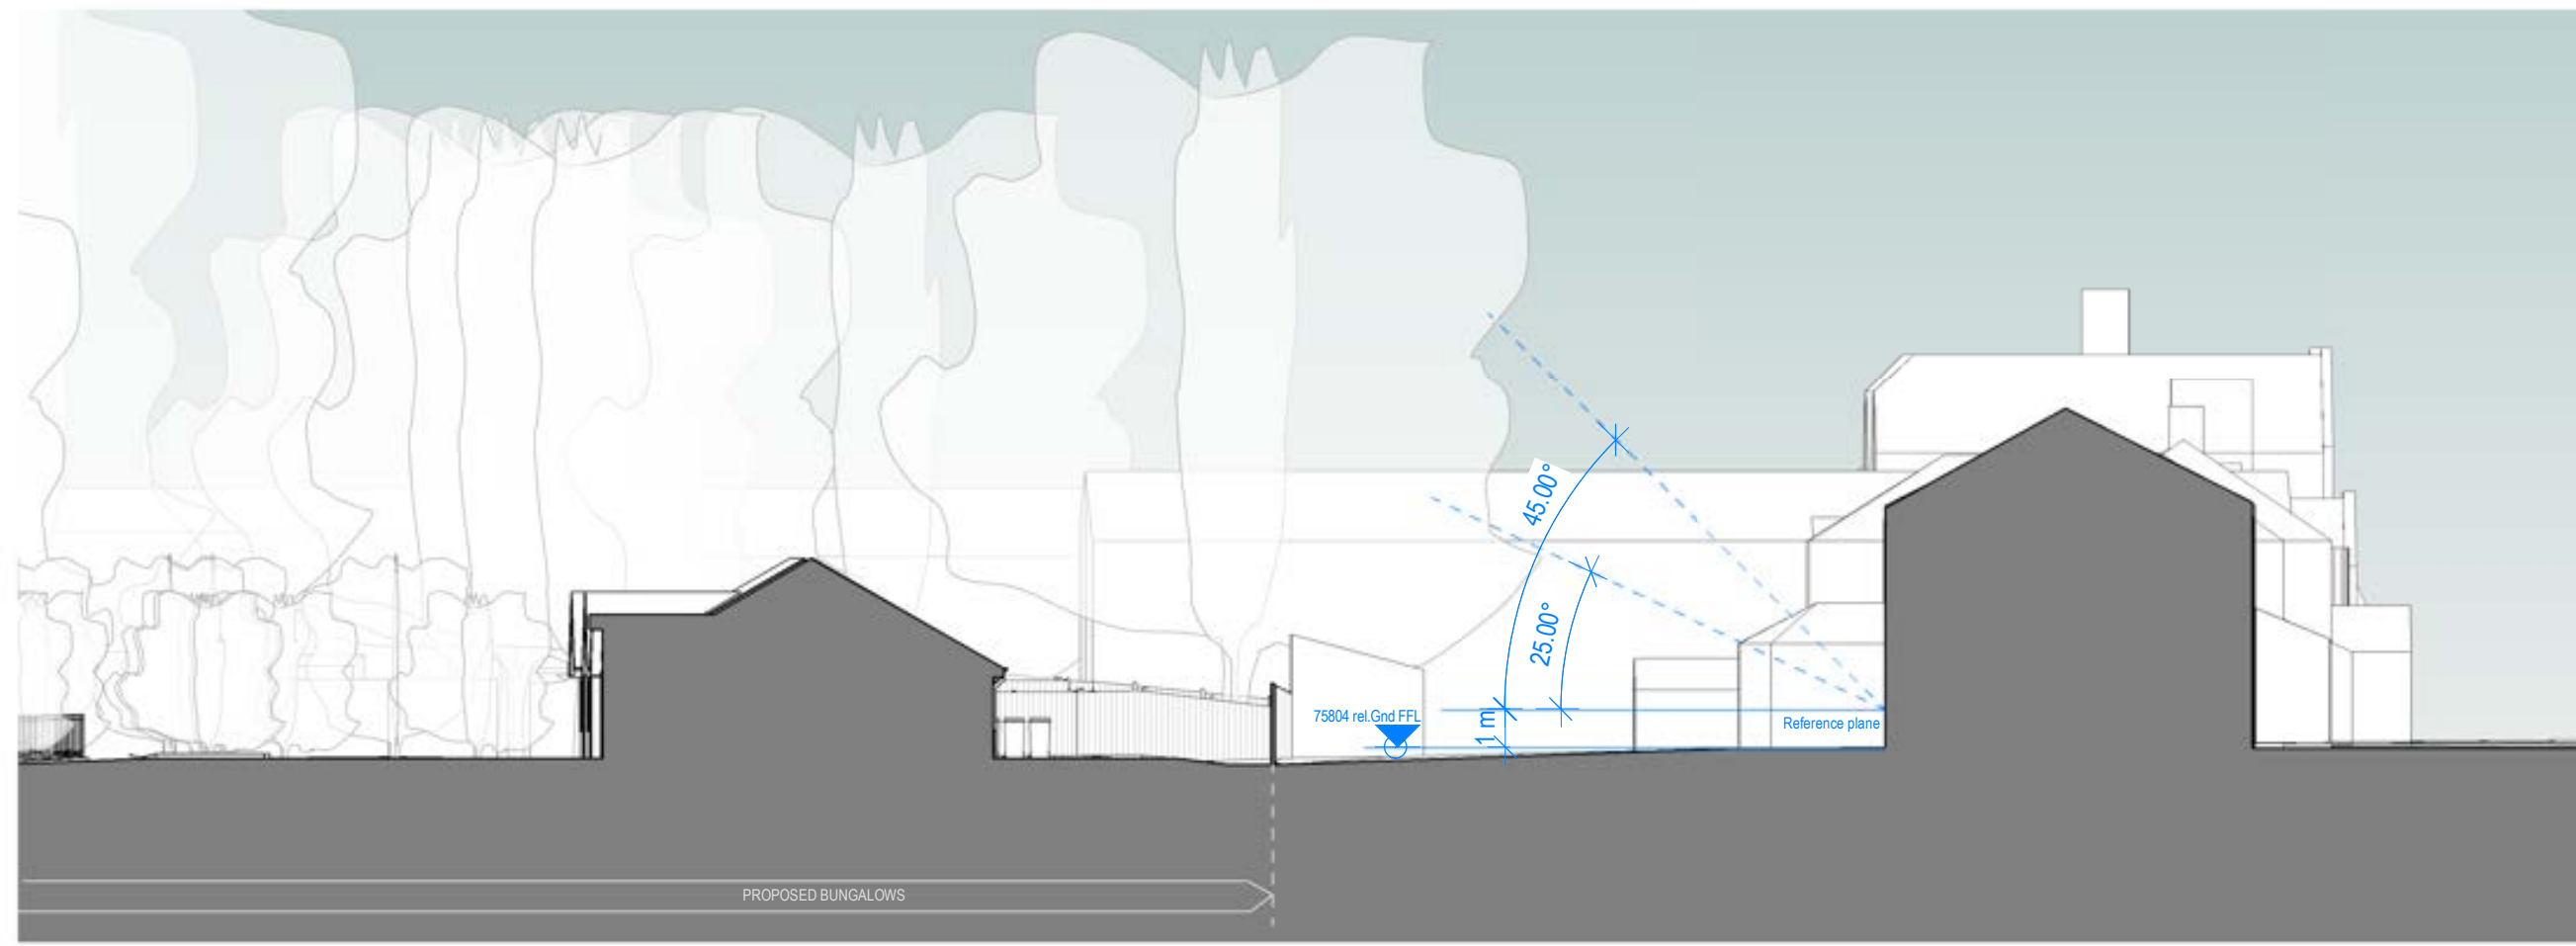 45.00°
25.00°
75804 rel.Gnd FFL
1 m
Reference plane
PROPOSED BUNGALOWS